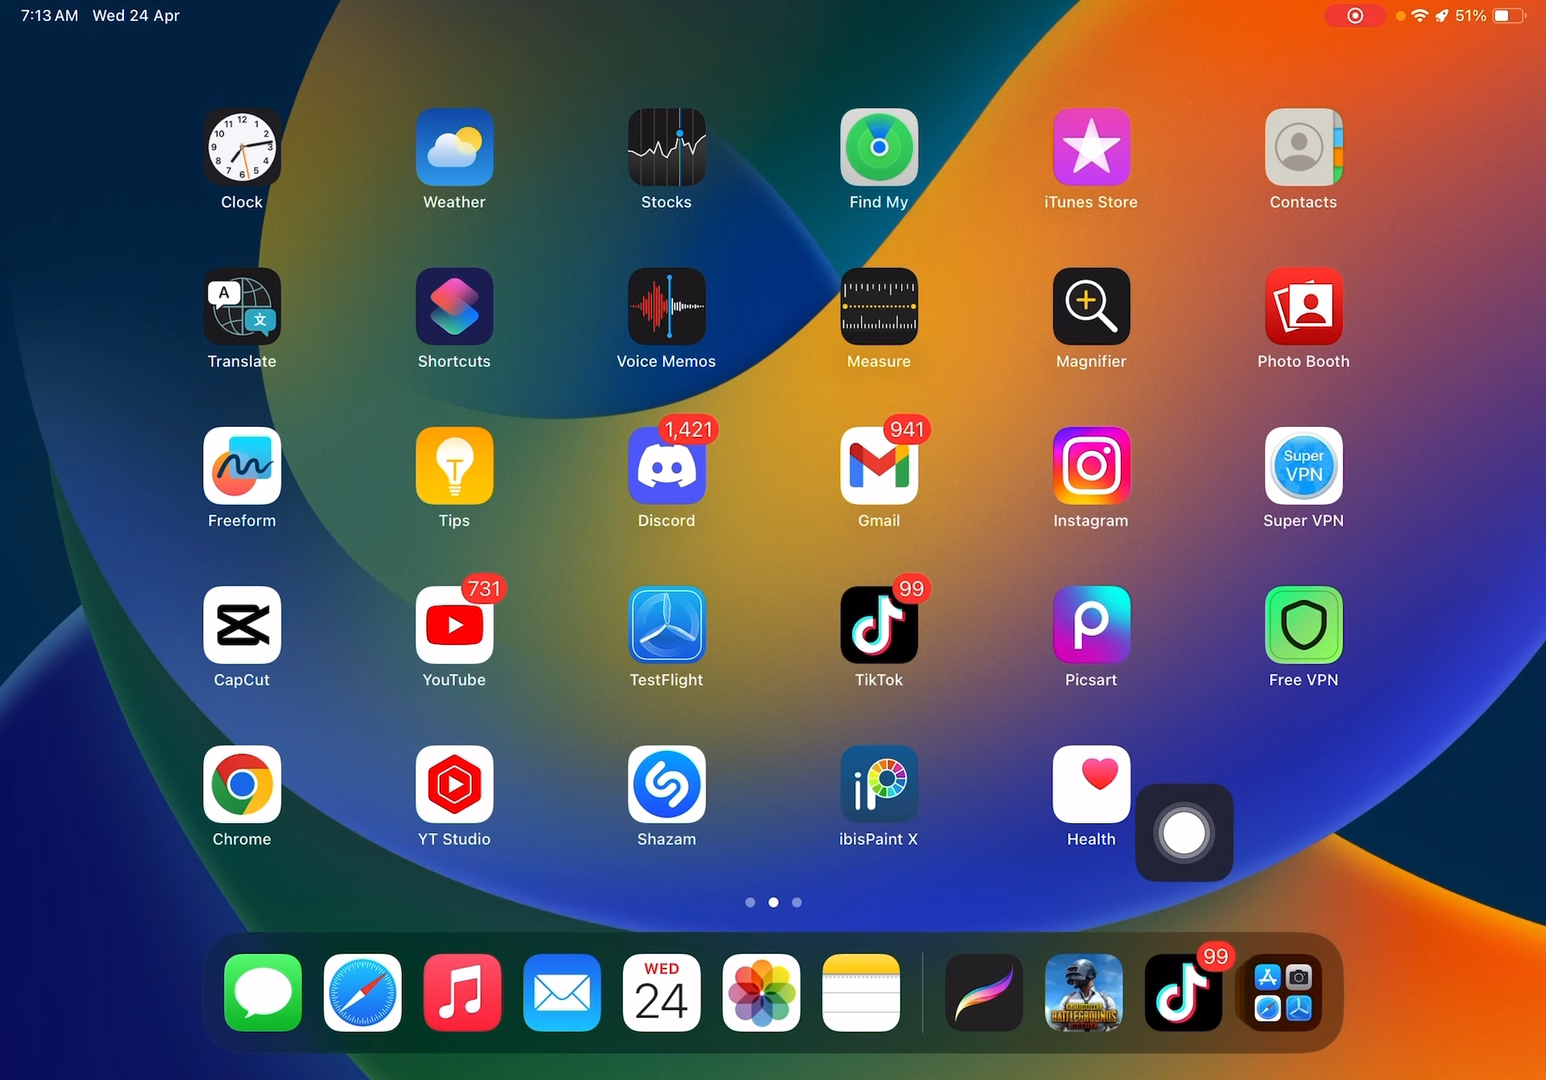 7:13 AM Wed 24 Apr
51%
Clock
Weather
Stocks
Find My
iTunes Store
Contacts
Translate
Shortcuts
Voice Memos
Measure
Magnifier
Photo Booth
1,421
941
Super
VPN
Freeform
Tips
Discord
Gmail
Instagram
Super VPN
731
99
CapCut
YouTube
TestFlight
TikTok
Picsart
Free VPN
Chrome
YT Studio
Shazam
ibisPaint X
Health
WED
24
BATTLEGROUNDS
99